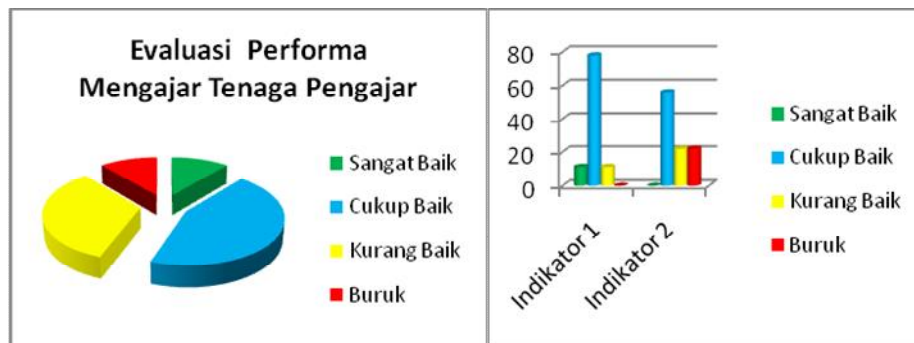 Evaluasi Performa
Mengajar Tenaga Pengajar
Sangat Baik
Cukup Baik
Kurang Baik
Buruk
80
60
40
20
0
Indikator 1
Indikator 2
Sangat Baik
Cukup Baik
Kurang Baik
Buruk